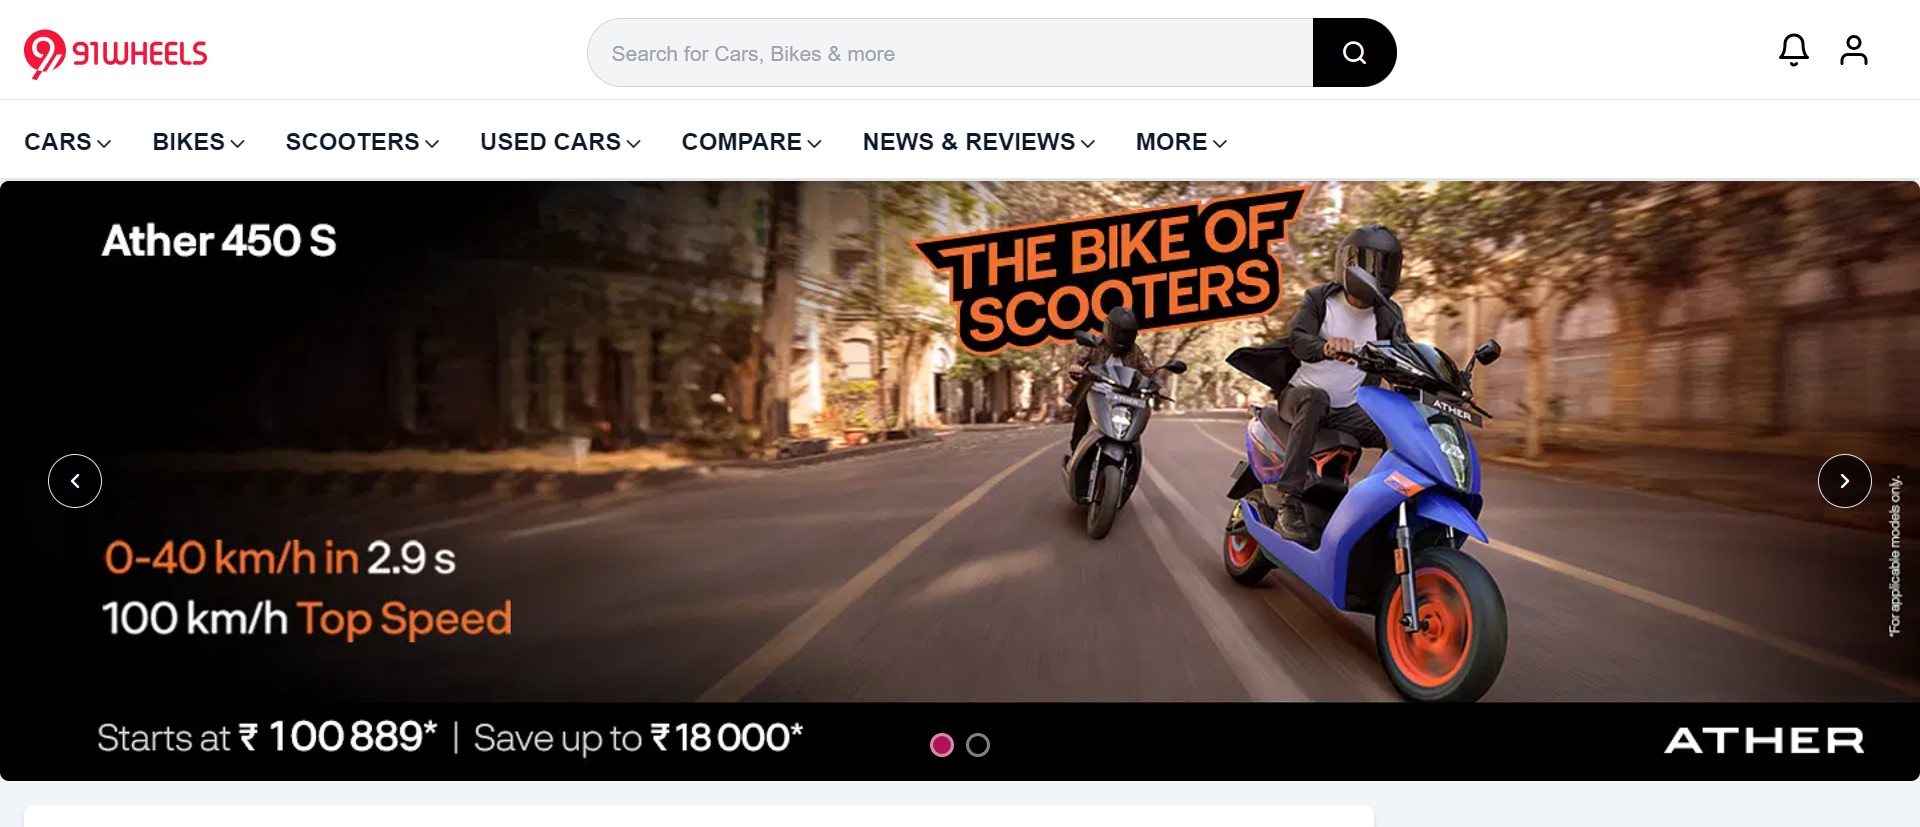 91WHEELS
Search for Cars, Bikes & more
CARS BIKES SCOOTERS USED CARS COMPARE NEWS & REVIEWS MORE
Ather 450 S
THE BIKE OF
SCOOTERS
ATHER
ATHER
0-40 km/h in 2.9 s
100 km/h Top Speed
*For applicable models only.
Starts at ₹ 100 889* | Save up to ₹ 18 000*
ATHER